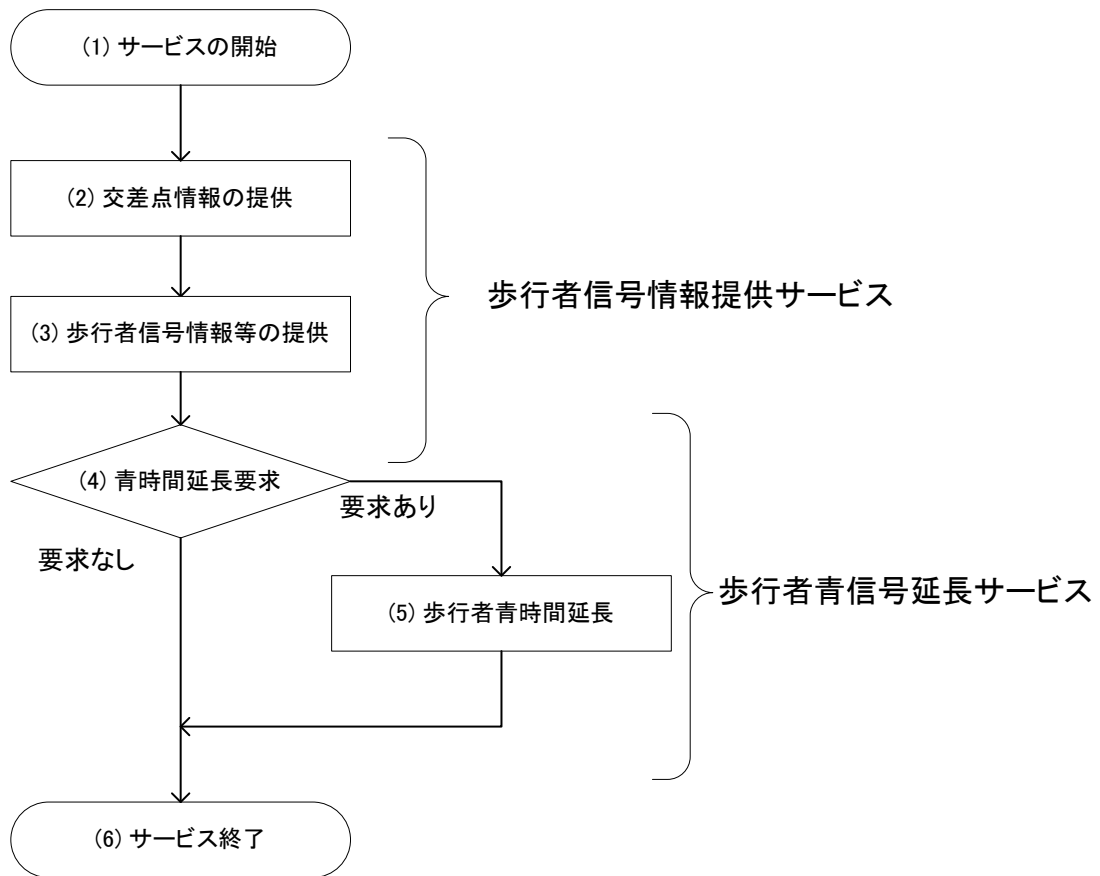 (1) サービスの開始
(2) 交差点情報の提供
(3) 歩行者信号情報等の提供
歩行者信号情報提供サービス
(4) 青時間延長要求
要求あり
要求なし
(5) 歩行者青時間延長
歩行者青信号延長サービス
(6) サービス終了